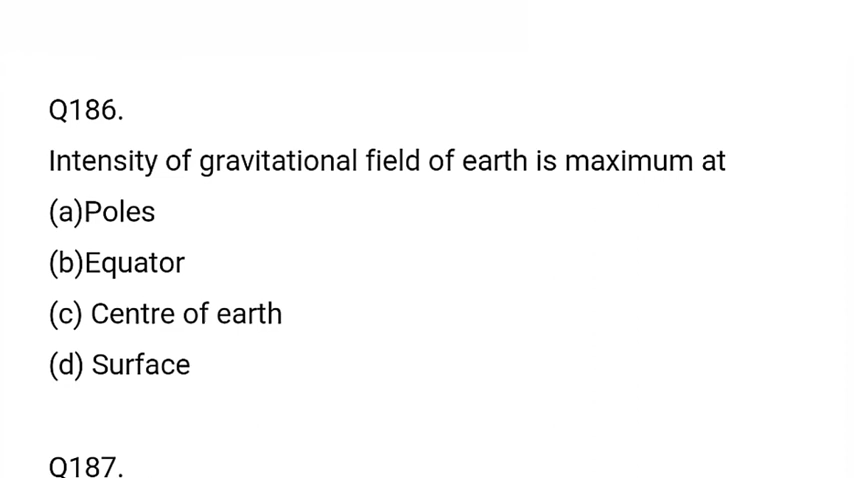 Q186.
Intensity of gravitational field of earth is maximum at
(a)Poles
(b)Equator
(c) Centre of earth
(d) Surface
Q187.